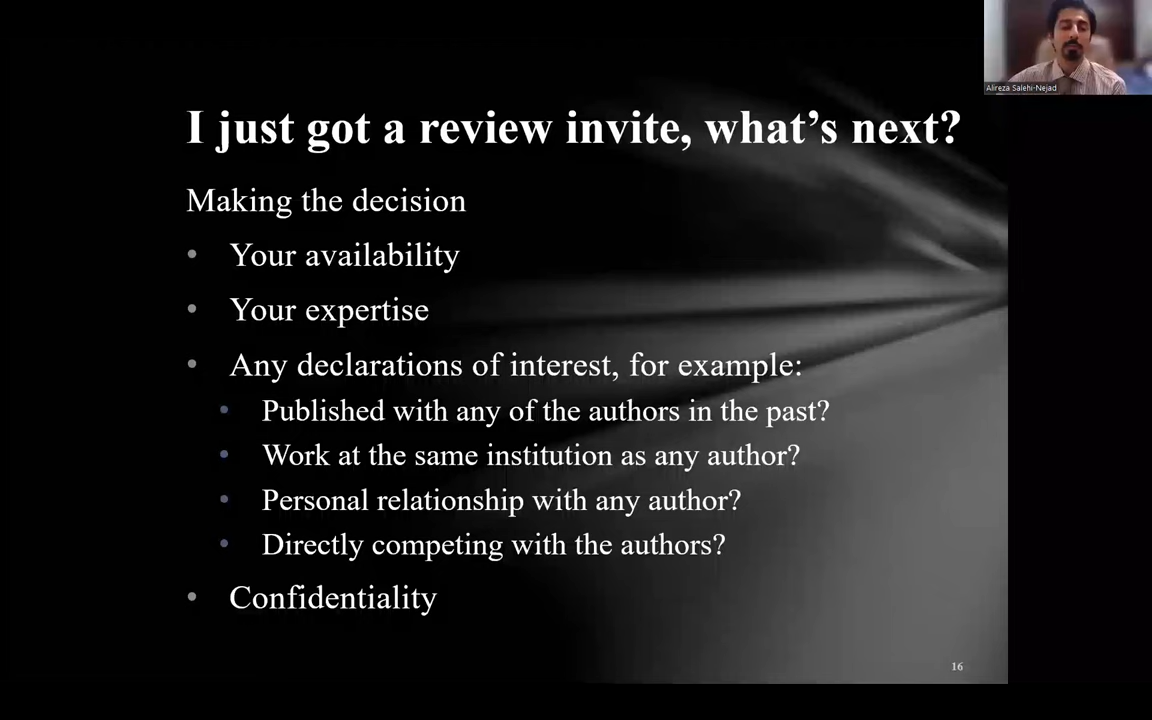 Alireza Salehi-Nejad
I just got a review invite, what's next?
Making the decision
• Your availability
• Your expertise
• Any declarations of interest, for example:
• Published with any of the authors in the past?
• Work at the same institution as any author?
• Personal relationship with any author?
• Directly competing with the authors?
• Confidentiality
16